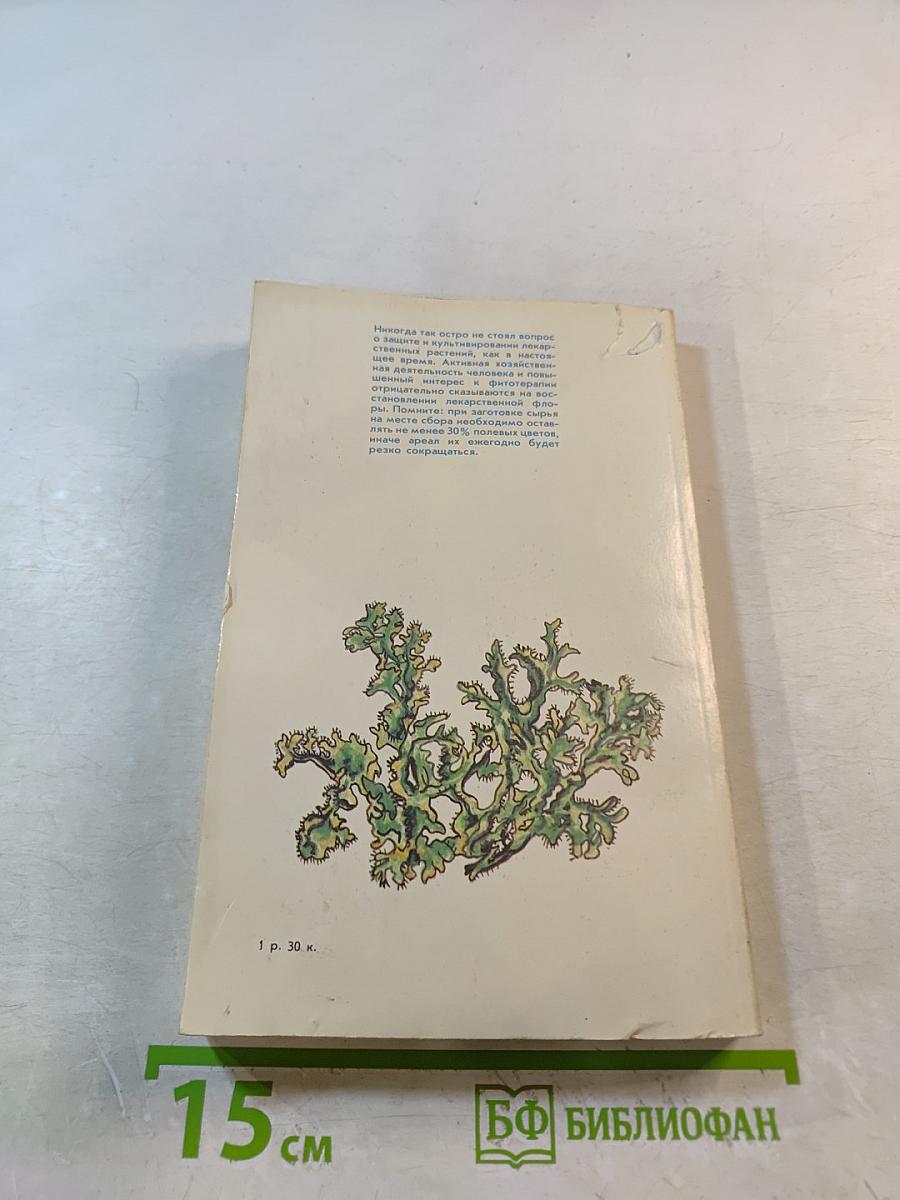 Никогда так остро не стоял вопрос
о защите и культивировании лекар-
ственных растений, как в настоя-
щее время. Активная хозяйствен-
ная деятельность человека и повы-
шенный интерес к фитотерапии
отрицательно сказываются на вос-
становлении лекарственной фло-
ры. Помните: при заготовке сырья
на месте сбора необходимо остав-
лять не менее 30% полевых цветов,
иначе ареал их ежегодно будет
резко сокращаться.
1 р. 30 к.
15 см
БФ БИБЛИОФАН